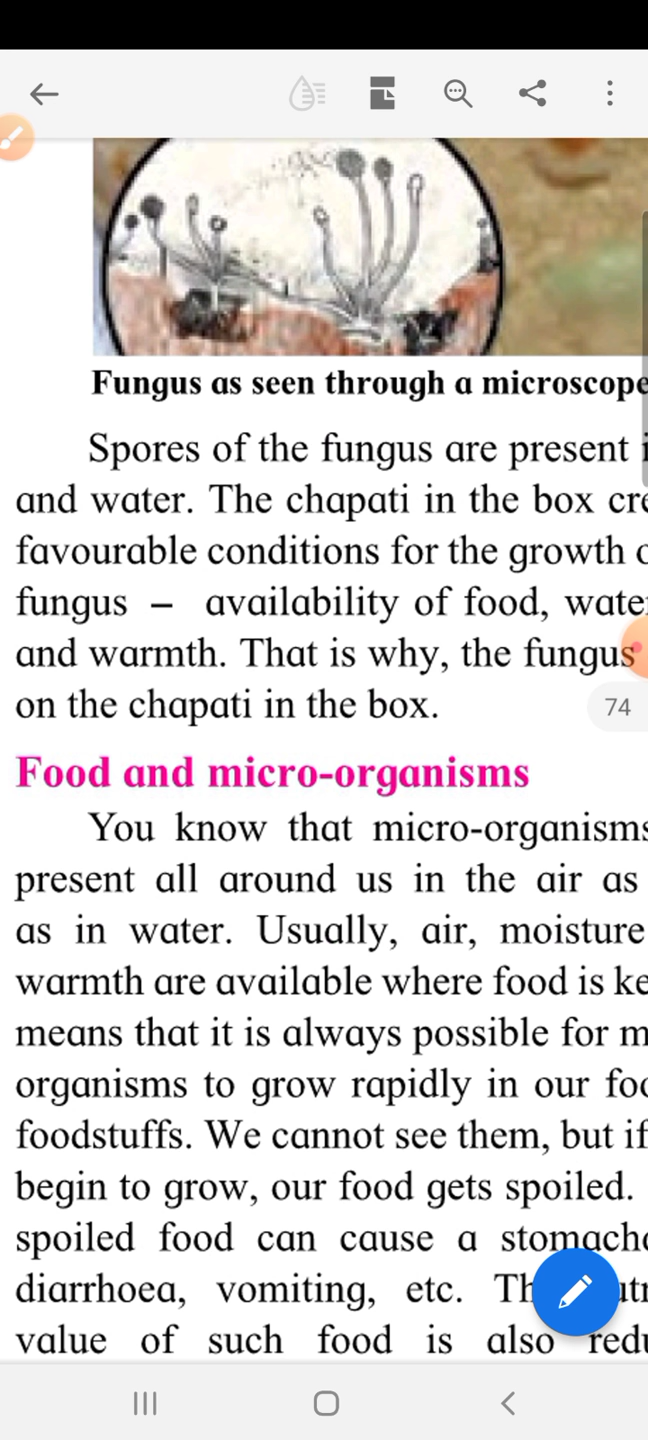 Fungus as seen through a microscope
Spores of the fungus are present
and water. The chapati in the box
favourable conditions for the growth
fungus – availability of food,
and warmth. That is why, the fungus
74
on the chapati in the box.
Food and micro-organisms
You know that micro-organisms
present all around us in the air as
as in water. Usually, air, moisture
warmth are available where food is
means that it is always possible for
organisms to grow rapidly in our
foodstuffs. We cannot see them, but if
begin to grow, our food gets spoiled.
spoiled food can cause a
diarrhoea, vomiting, etc.
value of such food is also